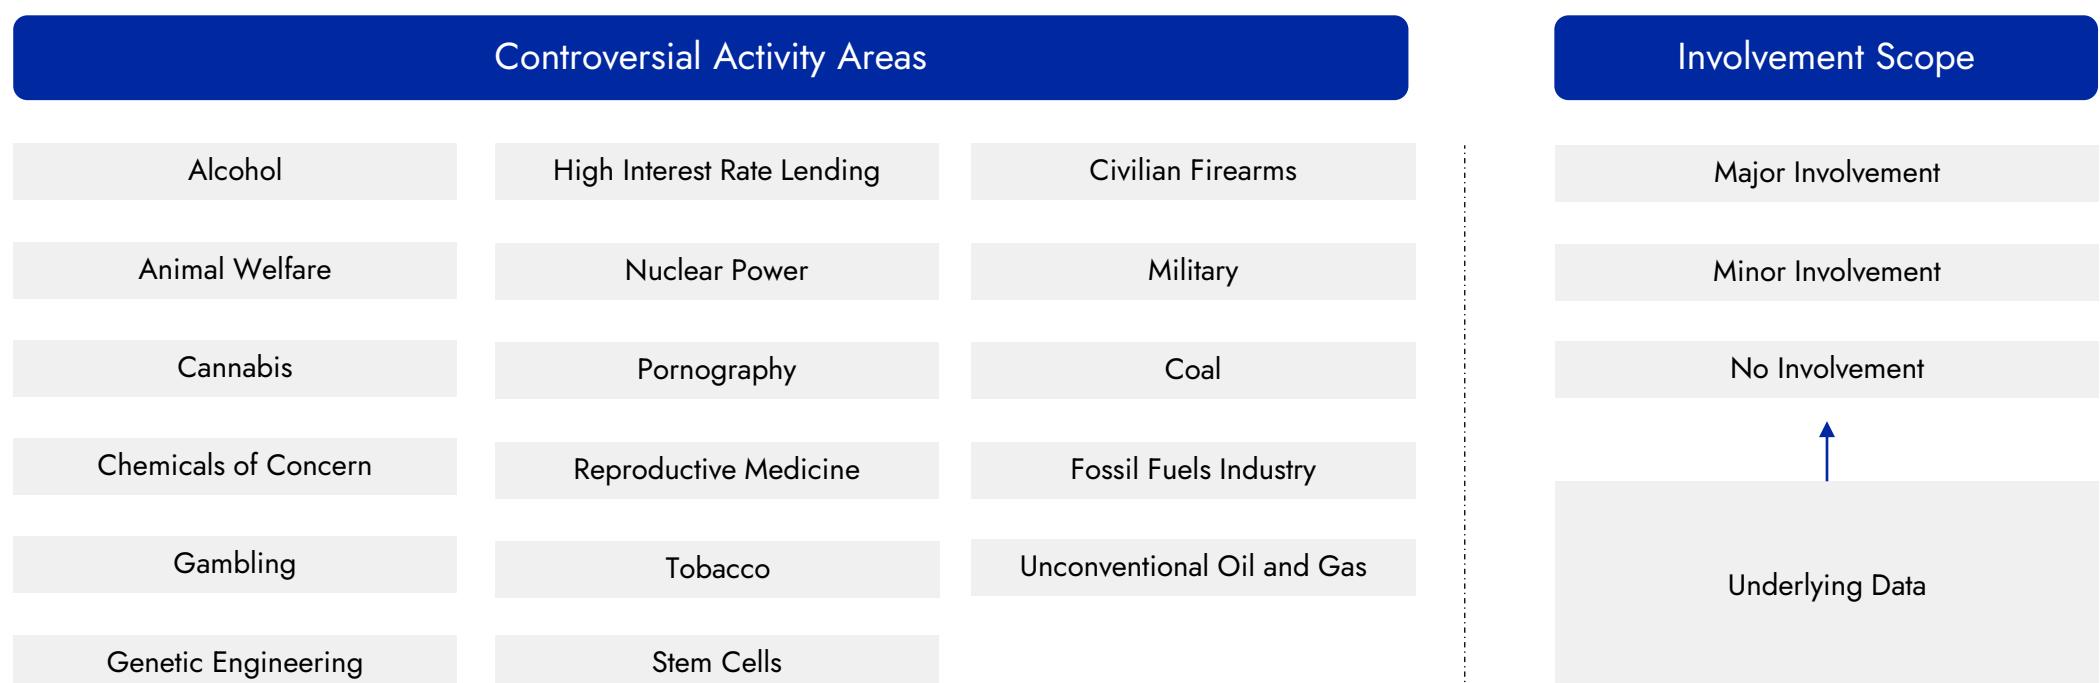 Controversial Activity Areas
Involvement Scope
Alcohol
High Interest Rate Lending
Civilian Firearms
Major Involvement
Animal Welfare
Nuclear Power
Military
Minor Involvement
Cannabis
Pornography
Coal
No Involvement
Chemicals of Concern
Reproductive Medicine
Fossil Fuels Industry
Gambling
Tobacco
Unconventional Oil and Gas
Underlying Data
Genetic Engineering
Stem Cells